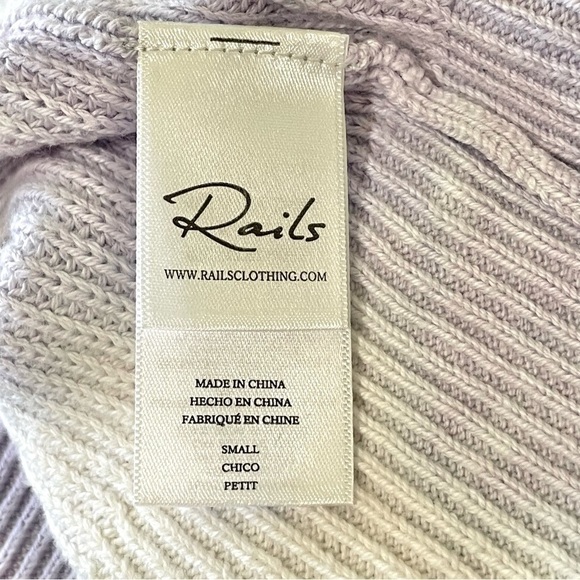 Rails
WWW.RAILSCLOTHING.COM
MADE IN CHINA
HECHO EN CHINA
FABRIQUÉ EN CHINE
SMALL
CHICO
PETIT